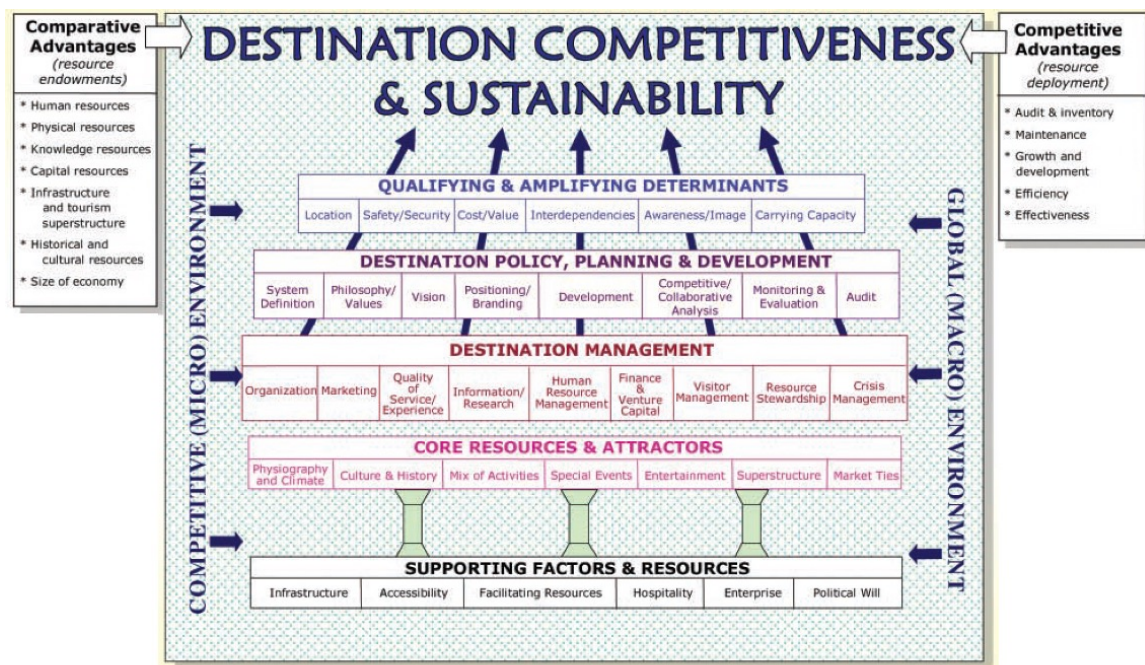 Comparative
Advantages
(resource
endowments)
* Human resources
* Physical resources
* Knowledge resources
* Capital resources
* Infrastructure
and tourism
superstructure
* Historical and
cultural resources
* Size of economy
DESTINATION COMPETITIVENESS
& SUSTAINABILITY
Competitive
Advantages
(resource
deployment)
* Audit & inventory
* Maintenance
* Growth and
development
* Efficiency
* Effectiveness
COMPETITIVE (MICRO) ENVIRONMENT
GLOBAL (MACRO) ENVIRONMENT
QUALIFYING & AMPLIFYING DETERMINANTS
Location Safety/Security Cost/Value Interdependencies Awareness/Image Carrying Capacity
DESTINATION POLICY, PLANNING & DEVELOPMENT
System
Definition
Philosophy/
Values
Vision
Positioning/
Branding
Development
Competitive/
Collaborative
Analysis
Monitoring &
Evaluation
Audit
DESTINATION MANAGEMENT
Organization
Marketing
Quality
of
Service/
Experience
Information/
Research
Human
Resource
Management
Finance
&
Venture
Capital
Visitor
Management
Resource
Stewardship
Crisis
Management
CORE RESOURCES & ATTRACTORS
Physiography
and Climate
Culture & History
Mix of Activities
Special Events
Entertainment
Superstructure
Market Ties
SUPPORTING FACTORS & RESOURCES
Infrastructure Accessibility Facilitating Resources Hospitality Enterprise Political Will